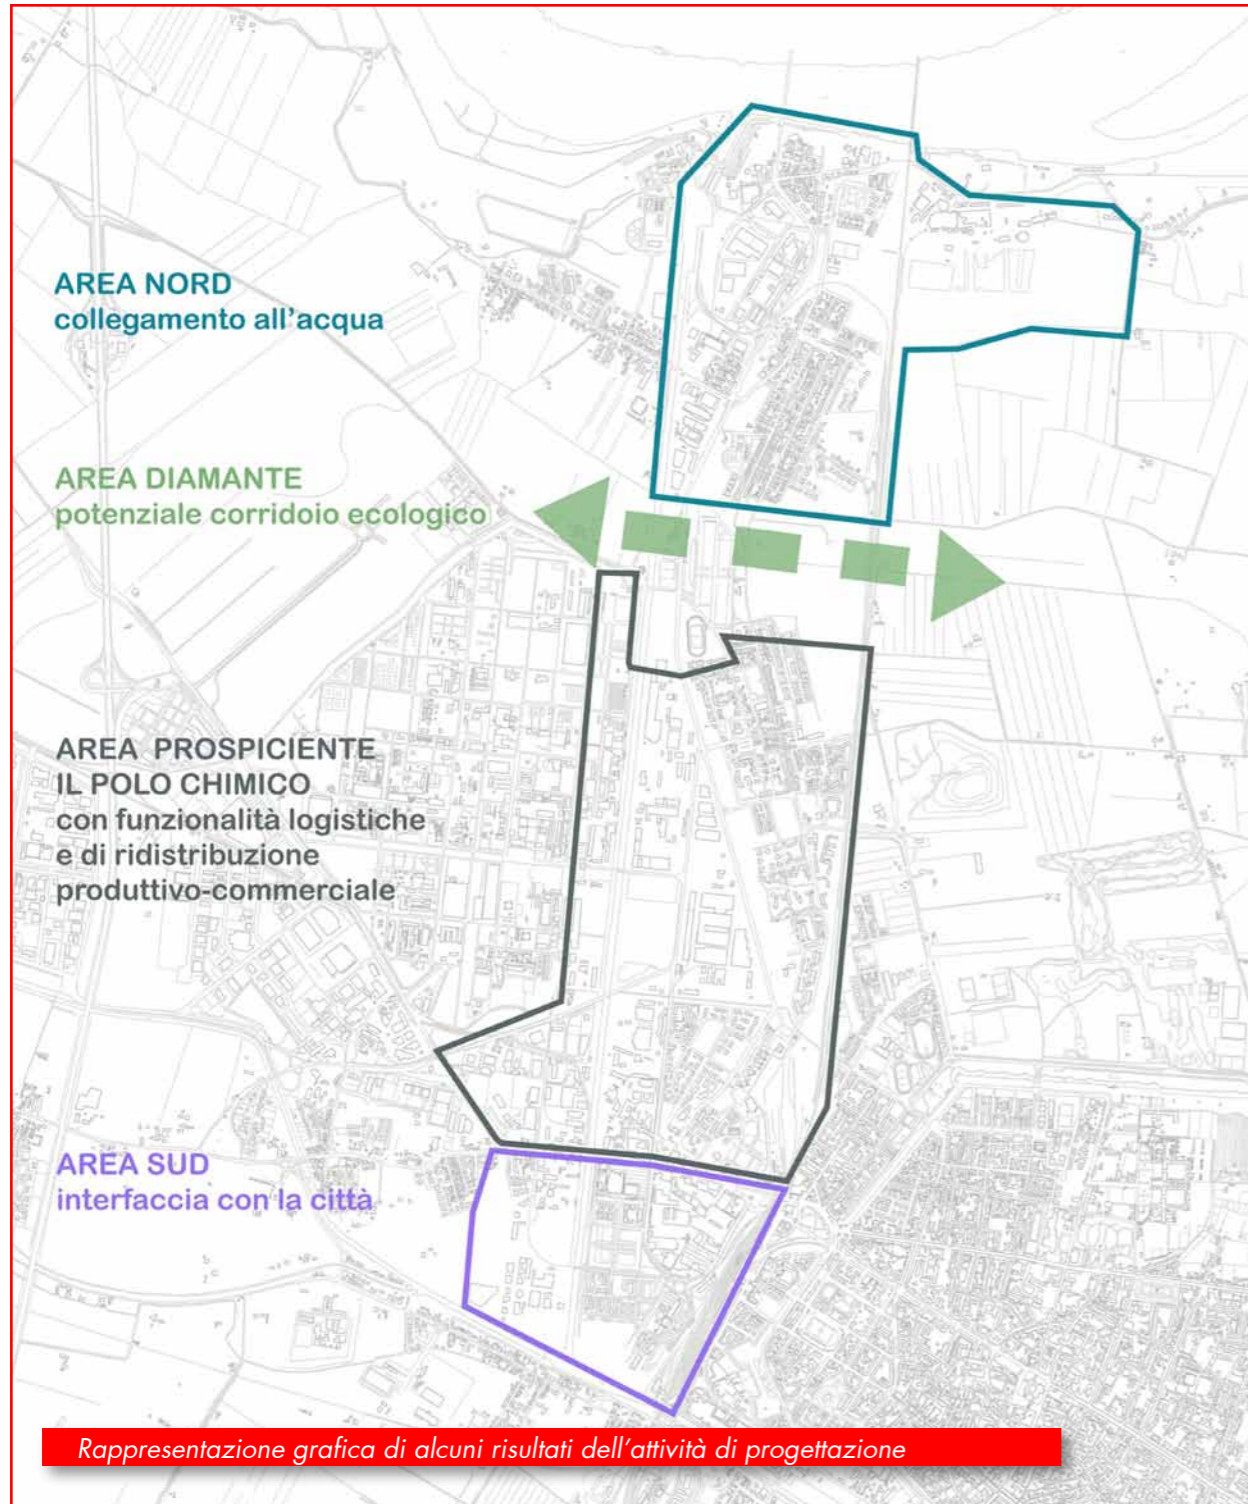 AREA NORD
collegamento all'acqua
AREA DIAMANTE
potenziale corridoio ecologico
AREA PROSPICIENTE
IL POLO CHIMICO
con funzionalità logistiche
e di ridistribuzione
produttivo-commerciale
AREA SUD
interfaccia con la città
Rappresentazione grafica di alcuni risultati dell'attività di progettazione